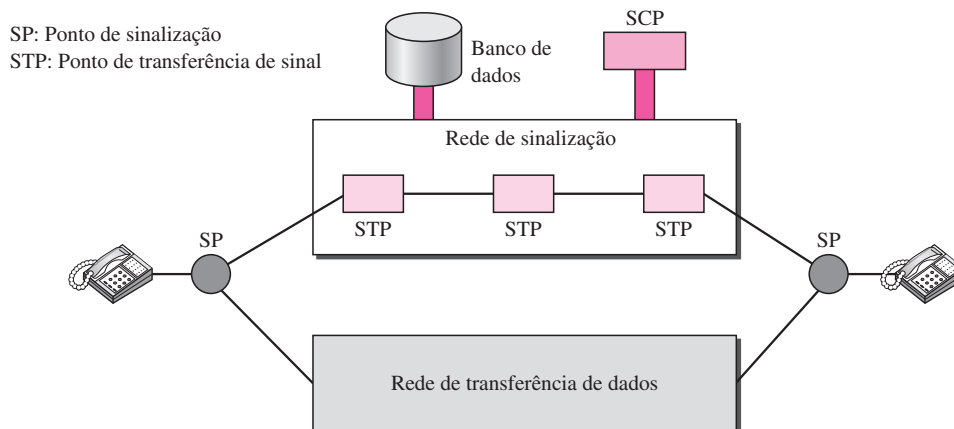 SP: Ponto de sinalização
STP: Ponto de transferência de sinal
Banco de
dados
SCP
Rede de sinalização
STP
STP
STP
SP
SP
Rede de transferência de dados